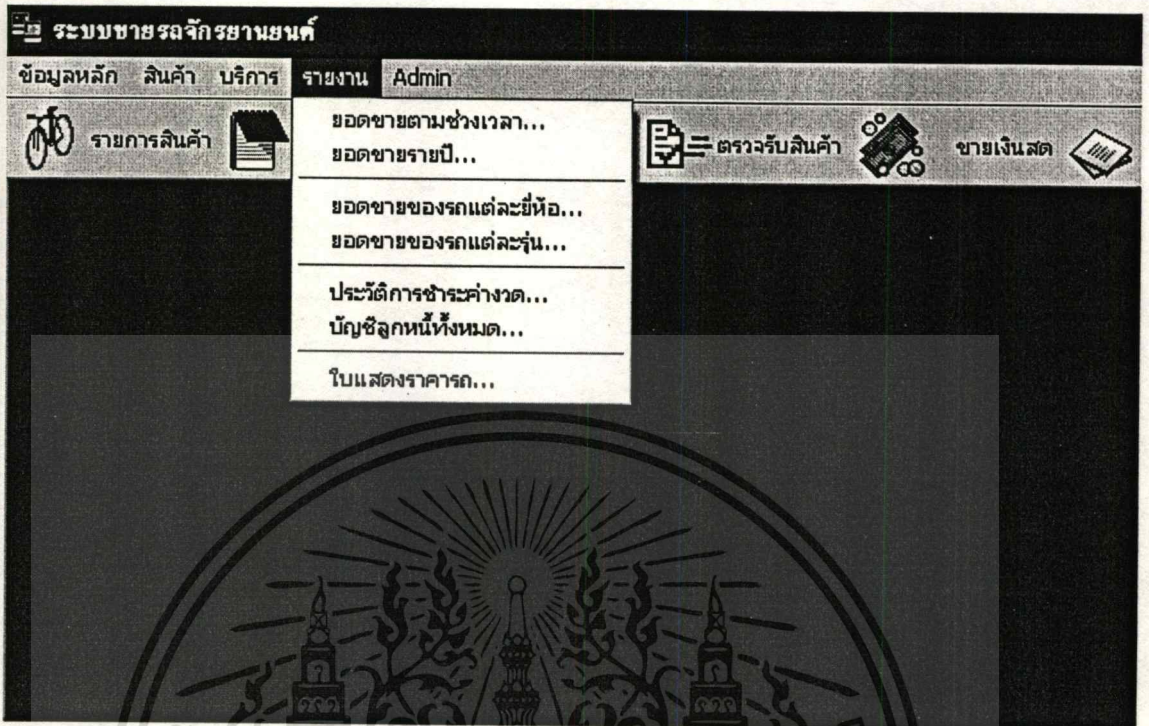 ระบบขายรถจักรยานยนต์
ข้อมูลหลัก สินค้า บริการ รายงาน Admin
รายการสินค้า ตรวจรับสินค้า ขายเงินสด
ยอดขายตามช่วงเวลา...
ยอดขายรายปี...
ยอดขายของรถแต่ละยี่ห้อ...
ยอดขายของรถแต่ละรุ่น...
ประวัติการชำระค่างวด...
บัญชีลูกหนี้ทั้งหมด...
ใบแสดงราคารถ...